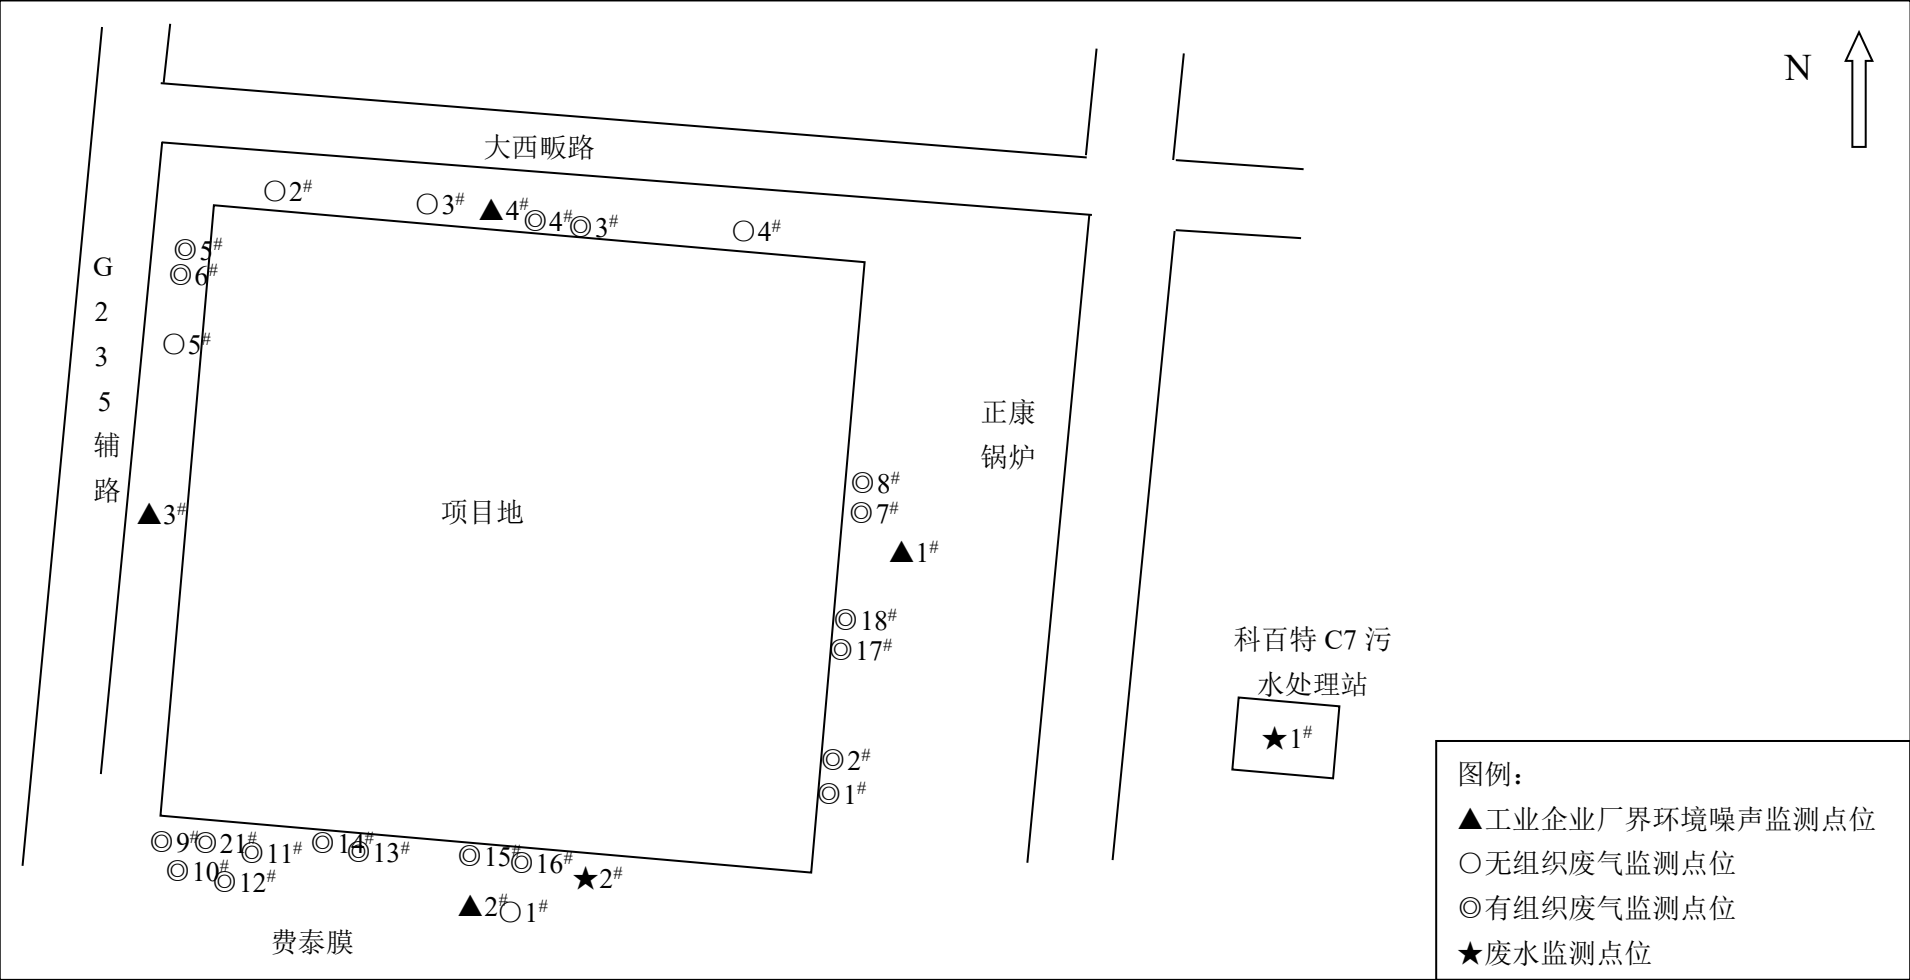 N
大西畈路
○2#
○3#
▲4#
◎4#
◎3#
○4#
◎5#
◎6#
○5#
G
2
3
5
辅
路
▲3#
项目地
正康
锅炉
◎8#
◎7#
▲1#
◎18#
◎17#
◎2#
◎1#
科百特 C7 污
水处理站
★1#
◎9#
◎21#
◎11#
◎14#
◎13#
◎15#
◎16#
◎10#
◎12#
★2#
▲2#
○1#
费泰膜
图例：
▲工业企业厂界环境噪声监测点位
○无组织废气监测点位
◎有组织废气监测点位
★废水监测点位